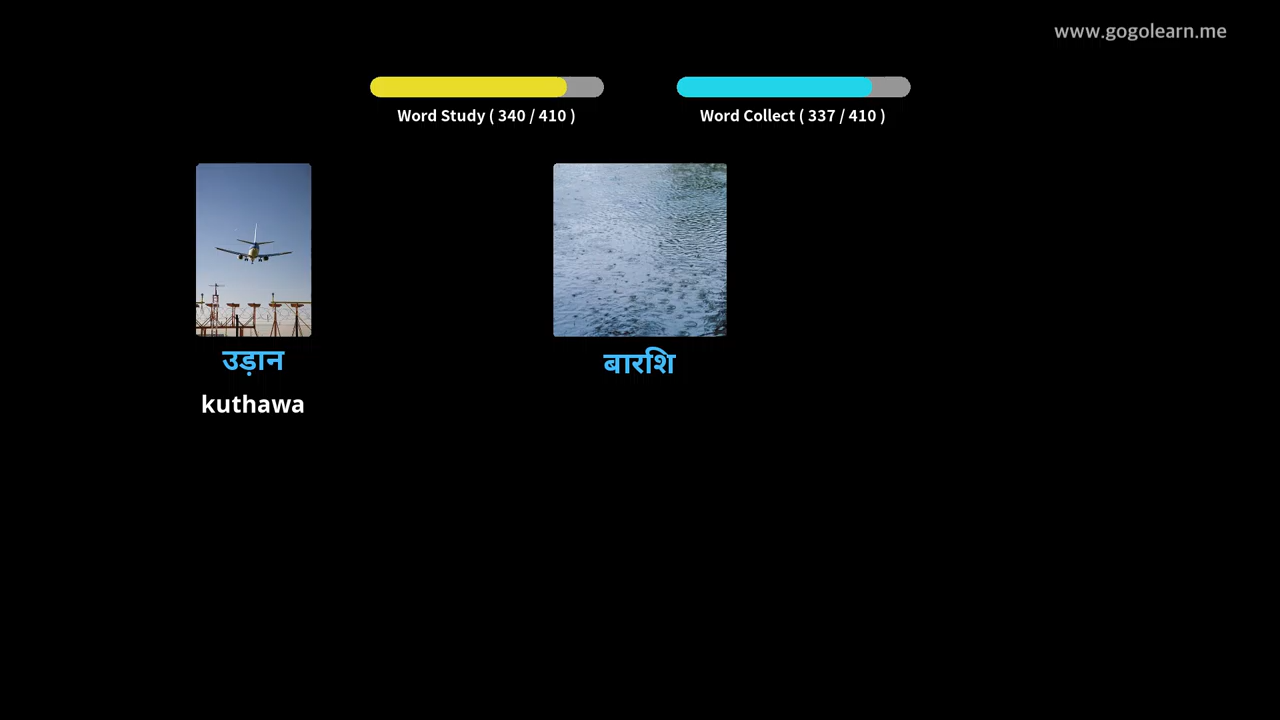 www.gogolearn.me
Word Study ( 340 / 410 )
Word Collect ( 337 / 410 )
उड़ान
बारिश
kuthawa